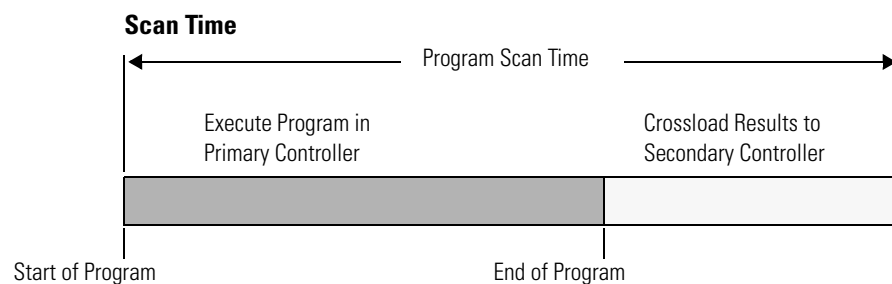 Scan Time
Program Scan Time
Execute Program in
Primary Controller
Crossload Results to
Secondary Controller
Start of Program
End of Program